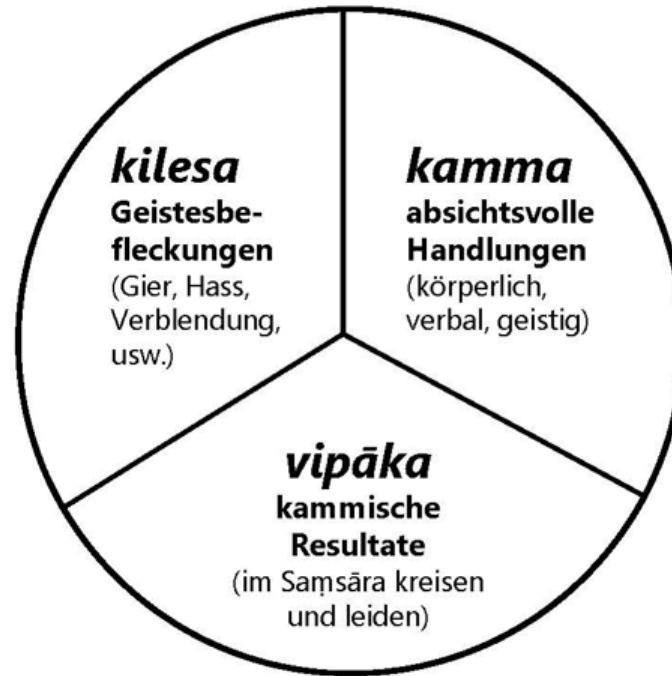 kilesa
Geistesbe-
fleckungen
(Gier, Hass,
Verblendung,
usw.)
kamma
absichtsvolle
Handlungen
(körperlich,
verbal, geistig)
vipāka
kammische
Resultate
(im Saṃsāra kreisen
und leiden)